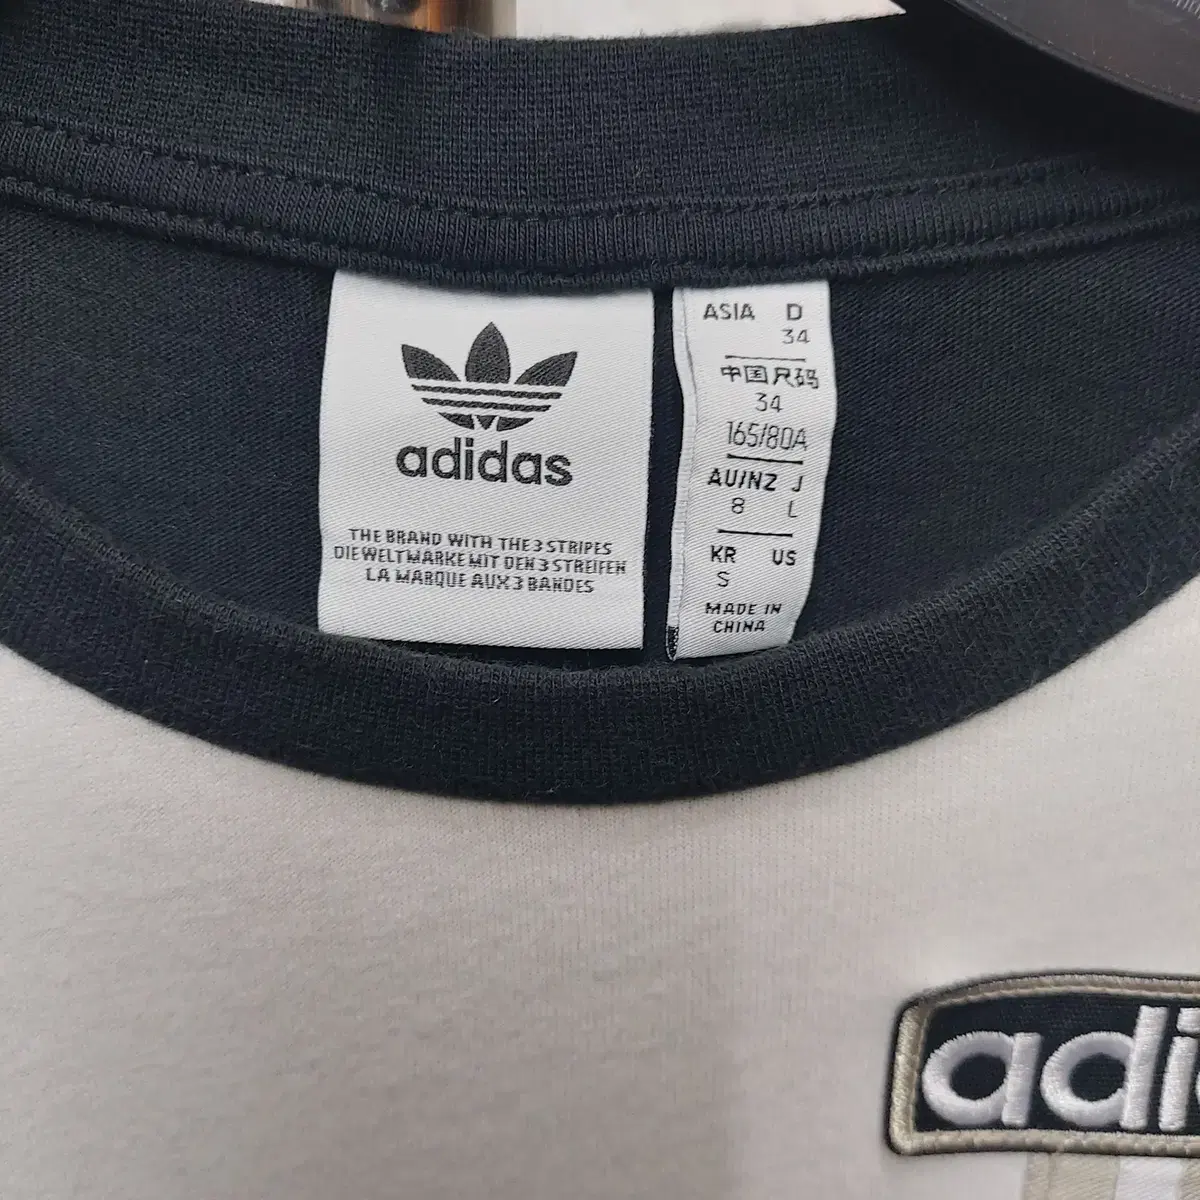 adidas
THE BRAND WITH THE 3 STRIPES
DIE WELTMARKE MIT DEN 3 STREIFEN
LA MARQUE AUX 3 BANDES
ASIA D
34
中国尺码
34
165/80A
AU/NZ J
8 L
KR US
S
MADE IN
CHINA
adi